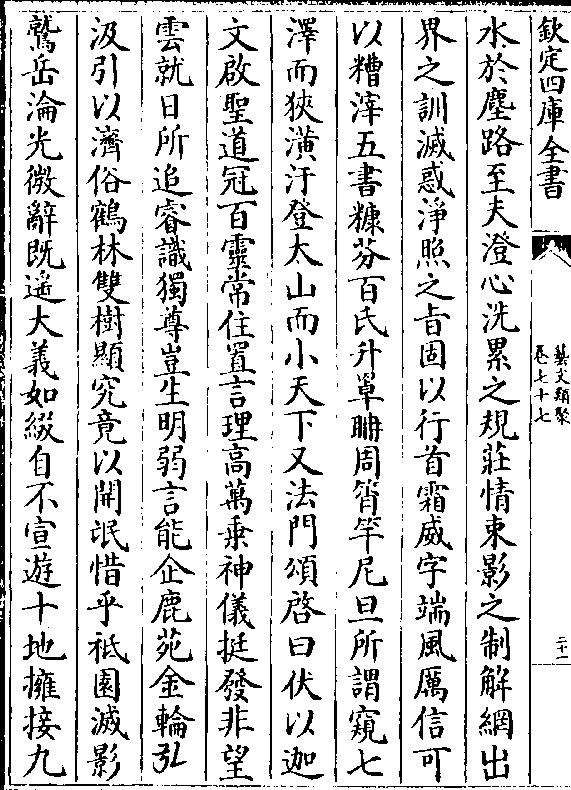 欽定四庫全書
藝文類聚
卷七十七
二十一
水於塵路至夫澄心洗累之規莊情束影之制解網出
界之訓滅惑淨照之旨固以行首霜威字端風厲信可
以糟滓五書糠芬百氏升單聃周筲竿尼旦所謂窺七
澤而狹潢汙登太山而小天下又法門頌啓曰伏以迦
文啟聖道冠百靈常住置言理高萬乗神儀挺發非望
雲就日所追睿識獨尊豈生明弱言能企鹿苑金輪弘
汲引以濟俗鶴林雙樹顯究竟以開氓惜乎祇園滅影
鷲岳淪光微辭既遙大義如綴自不宣遊十地擁接九